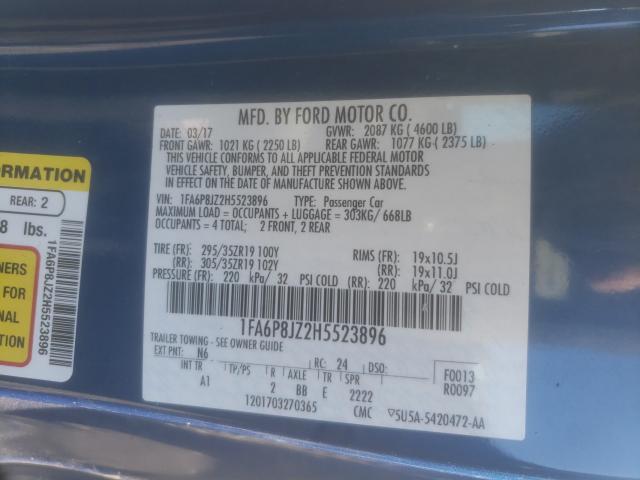 MFD. BY FORD MOTOR CO.
03/17 GVWR: 2087 KG (4600 LB)
FRONT GAWR: 1021 KG (2250 LB) REAR GAWR: 1077 KG (2375 LB)
THIS VEHICLE CONFORMS TO ALL APPLICABLE FEDERAL MOTOR
VEHICLE SAFETY, BUMPER, AND THEFT PREVENTION STANDARDS
IN EFFECT ON THE DATE OF MANUFACTURE SHOWN ABOVE.
VIN: 1FA6P8JZ2H5523896 TYPE: Passenger Car
MAXIMUM LOAD = OCCUPANTS + LUGGAGE = 303KG/ 668LB
OCCUPANTS = 4 TOTAL; 2 FRONT, 2 REAR
TIRE (FR): 295/35ZR19 100Y RIMS (FR): 19x10.5J
(RR): 305/35ZR19 102Y (RR): 19x11.0J
PRESSURE (FR): 220 kPa/ 32 PSI COLD (RR): 220 kPa/ 32 PSI COLD
1FA6P8JZ2H5523896
TRAILER TOWING - SEE OWNER GUIDE
EXT PNT: N6 RC: 24 DSO: F0013
INT TR TP/PS R AXLE TR SPR R0097
A1 2 BB E 2222
1201703270365 CMC 5U5A-5420472-AA
ORMATION
REAR: 2
8 lbs.
NERS
FOR
NAL
TION
1FA6P8JZ2H5523896